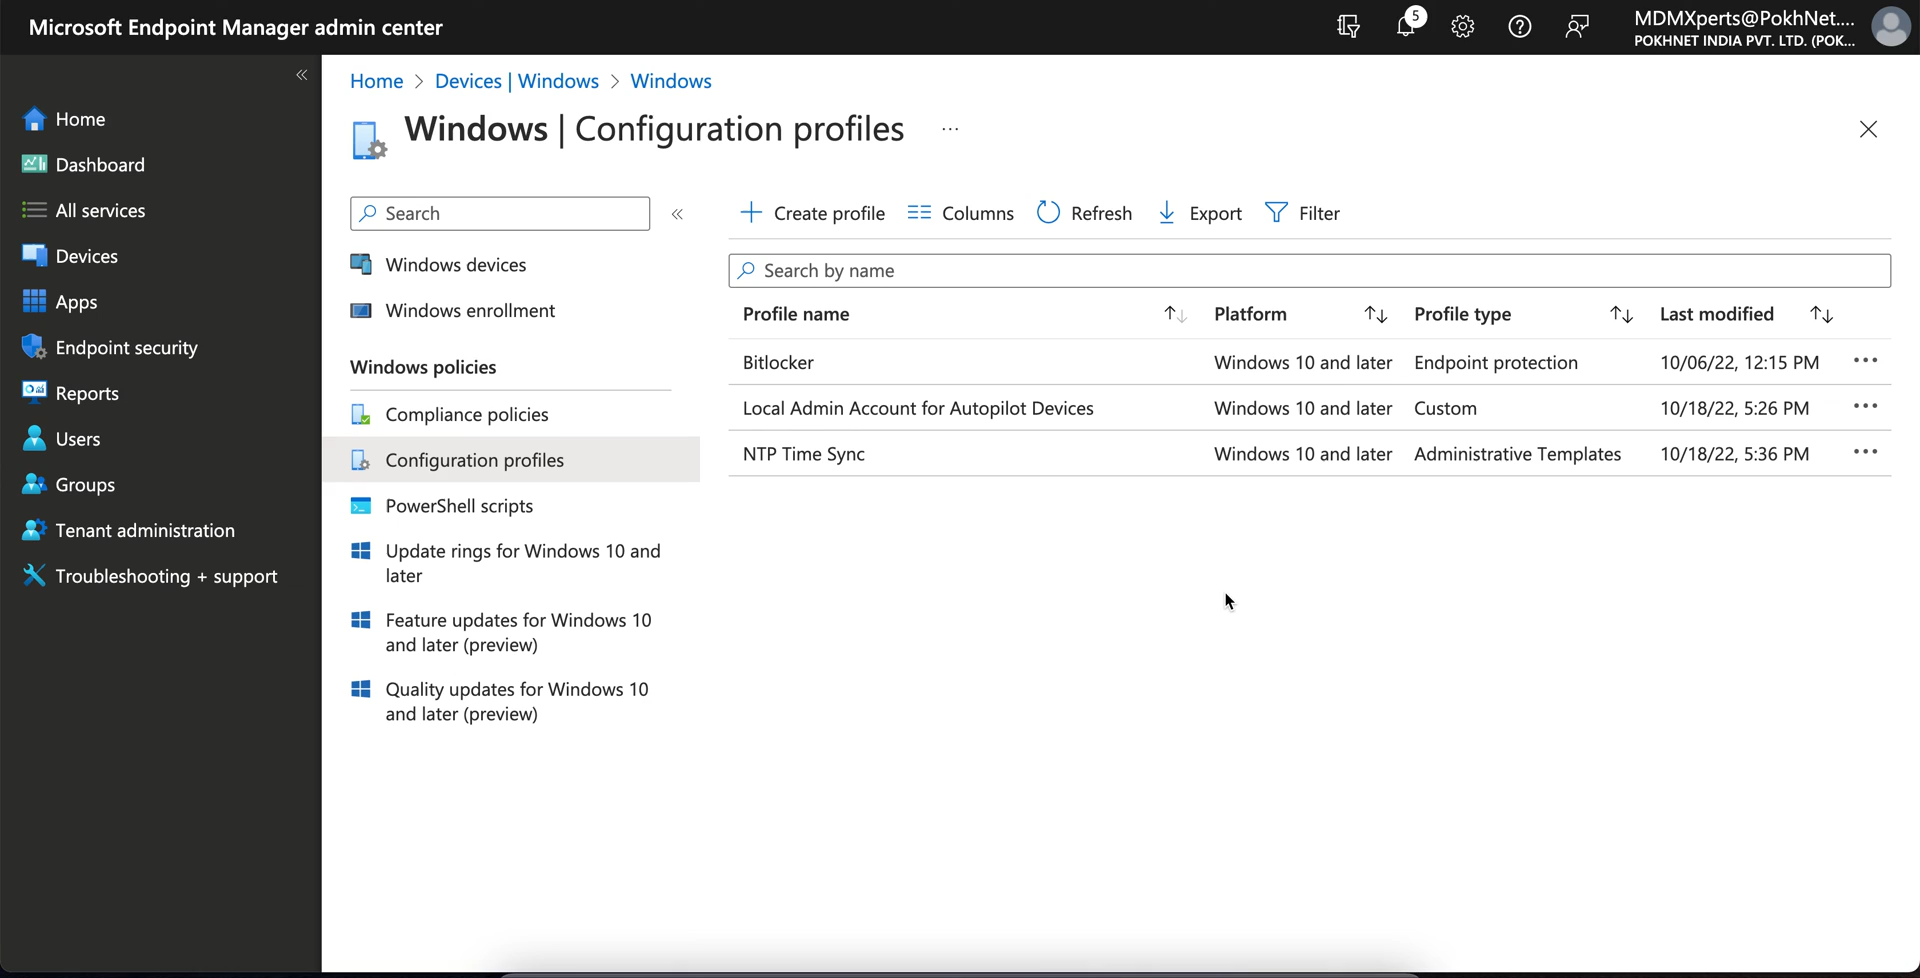 Microsoft Endpoint Manager admin center
5
MDMXperts@PokhNet....
POKHNET INDIA PVT. LTD. (POK...
Home
Dashboard
All services
Devices
Apps
Endpoint security
Reports
Users
Groups
Tenant administration
Troubleshooting + support
Home > Devices | Windows > Windows
Windows | Configuration profiles ...
Search
Windows devices
Windows enrollment
Windows policies
Compliance policies
Configuration profiles
PowerShell scripts
Update rings for Windows 10 and
later
Feature updates for Windows 10
and later (preview)
Quality updates for Windows 10
and later (preview)
Create profile Columns Refresh Export Filter
Search by name
Profile name Platform Profile type Last modified
Bitlocker Windows 10 and later Endpoint protection 10/06/22, 12:15 PM
Local Admin Account for Autopilot Devices Windows 10 and later Custom 10/18/22, 5:26 PM
NTP Time Sync Windows 10 and later Administrative Templates 10/18/22, 5:36 PM